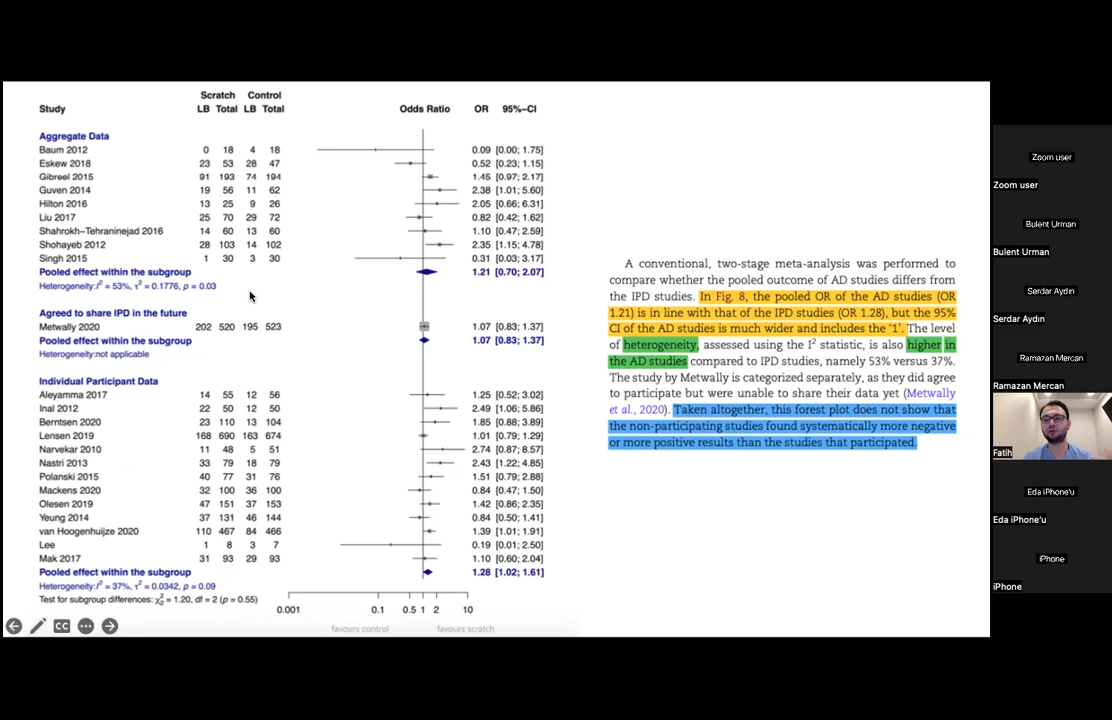 Scratch Control
Study LB Total LB Total Odds Ratio OR 95%-CI
Aggregate Data
Baum 2012 0 18 4 18 0.09 [0.00; 1.75]
Eskew 2018 23 53 28 47 0.52 [0.23; 1.15]
Gibreel 2015 91 193 74 194 1.45 [0.97; 2.17]
Guven 2014 19 56 11 62 2.38 [1.01; 5.60]
Hilton 2016 13 25 9 26 2.05 [0.66; 6.31]
Liu 2017 25 70 29 72 0.82 [0.42; 1.62]
Shahrokh-Tehraninejad 2016 14 60 13 60 1.10 [0.47; 2.59]
Shohayeb 2012 28 103 14 102 2.35 [1.15; 4.78]
Singh 2015 1 30 3 30 0.31 [0.03; 3.17]
Pooled effect within the subgroup 1.21 [0.70; 2.07]
Heterogeneity: I² = 53%, τ² = 0.1776, p = 0.03
Agreed to share IPD in the future
Metwally 2020 202 520 195 523 1.07 [0.83; 1.37]
Pooled effect within the subgroup 1.07 [0.83; 1.37]
Heterogeneity: not applicable
Individual Participant Data
Aleyamma 2017 14 55 12 56 1.25 [0.52; 3.02]
Inal 2012 22 50 12 50 2.49 [1.06; 5.86]
Berntsen 2020 23 110 13 104 1.85 [0.88; 3.89]
Lensen 2019 168 690 163 674 1.01 [0.79; 1.29]
Narvekar 2010 11 48 5 51 2.74 [0.87; 8.57]
Nastri 2013 33 79 18 79 2.43 [1.22; 4.85]
Polanski 2015 40 77 31 76 1.51 [0.79; 2.88]
Mackens 2020 32 100 36 100 0.84 [0.47; 1.50]
Olesen 2019 47 151 37 153 1.42 [0.86; 2.35]
Yeung 2014 37 131 46 144 0.84 [0.50; 1.41]
van Hoogenhuijze 2020 110 467 84 466 1.39 [1.01; 1.91]
Lee 1 8 3 7 0.19 [0.01; 2.50]
Mak 2017 31 93 29 93 1.10 [0.60; 2.04]
Pooled effect within the subgroup 1.28 [1.02; 1.61]
Heterogeneity: I² = 37%, τ² = 0.0342, p = 0.09
Test for subgroup differences: χ²₂ = 1.20, df = 2 (p = 0.55)
0.001 0.1 0.5 1 2 10
favours control favours scratch
CC
A conventional, two-stage meta-analysis was performed to
compare whether the pooled outcome of AD studies differs from
the IPD studies. In Fig. 8, the pooled OR of the AD studies (OR
1.21) is in line with that of the IPD studies (OR 1.28), but the 95%
CI of the AD studies is much wider and includes the ‘1’. The level
of heterogeneity, assessed using the I² statistic, is also higher in
the AD studies compared to IPD studies, namely 53% versus 37%.
The study by Metwally is categorized separately, as they did agree
to participate but were unable to share their data yet (Metwally
et al., 2020). Taken altogether, this forest plot does not show that
the non-participating studies found systematically more negative
or more positive results than the studies that participated.
Zoom user
Zoom user
Bulent Urman
Bulent Urman
Serdar Aydın
Serdar Aydın
Ramazan Mercan
Ramazan Mercan
Fatih
Eda iPhone'u
Eda iPhone'u
iPhone
iPhone